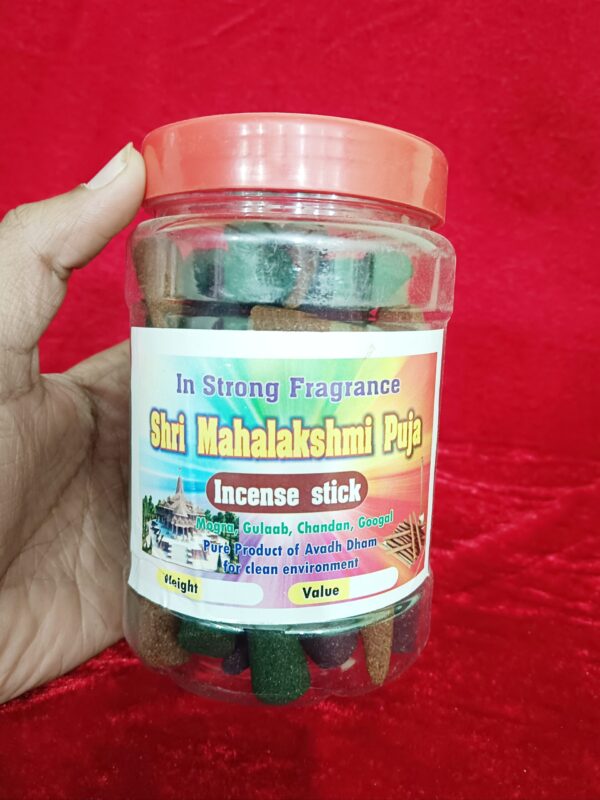 In Strong Fragrance
Shri Mahalakshmi Puja
Incense stick
Mogra, Gulaab, Chandan, Googal
Pure Product of Avadh Dham
for clean environment
Height
Value